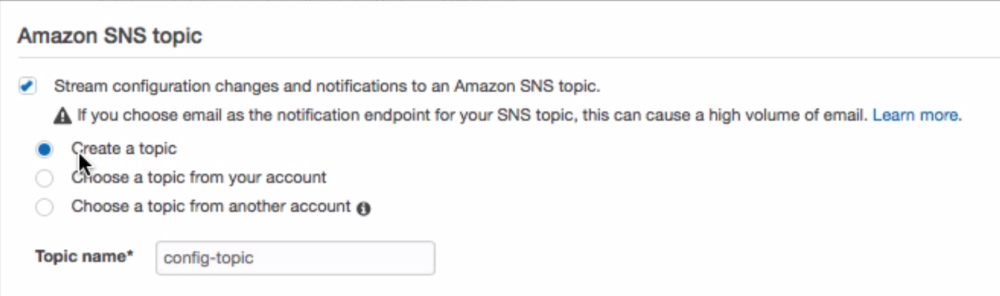 Amazon SNS topic
Stream configuration changes and notifications to an Amazon SNS topic.
If you choose email as the notification endpoint for your SNS topic, this can cause a high volume of email. Learn more.
Create a topic
Choose a topic from your account
Choose a topic from another account
Topic name* config-topic